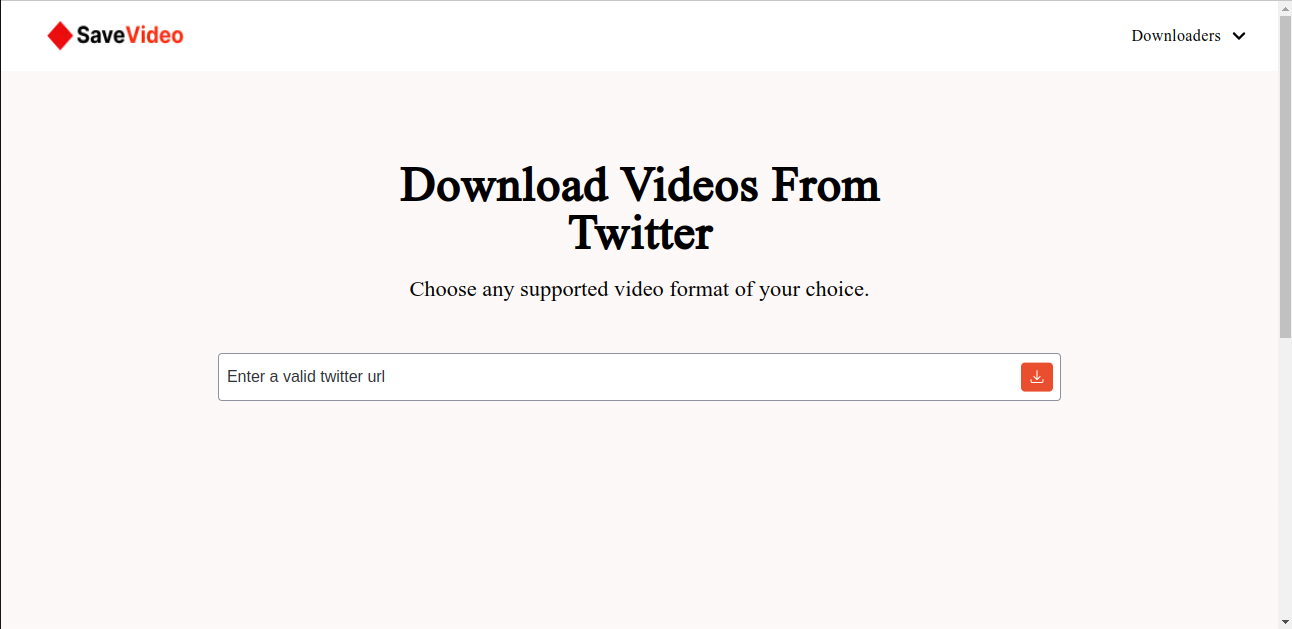 SaveVideo
Downloaders
Download Videos From
Twitter
Choose any supported video format of your choice.
Enter a valid twitter url